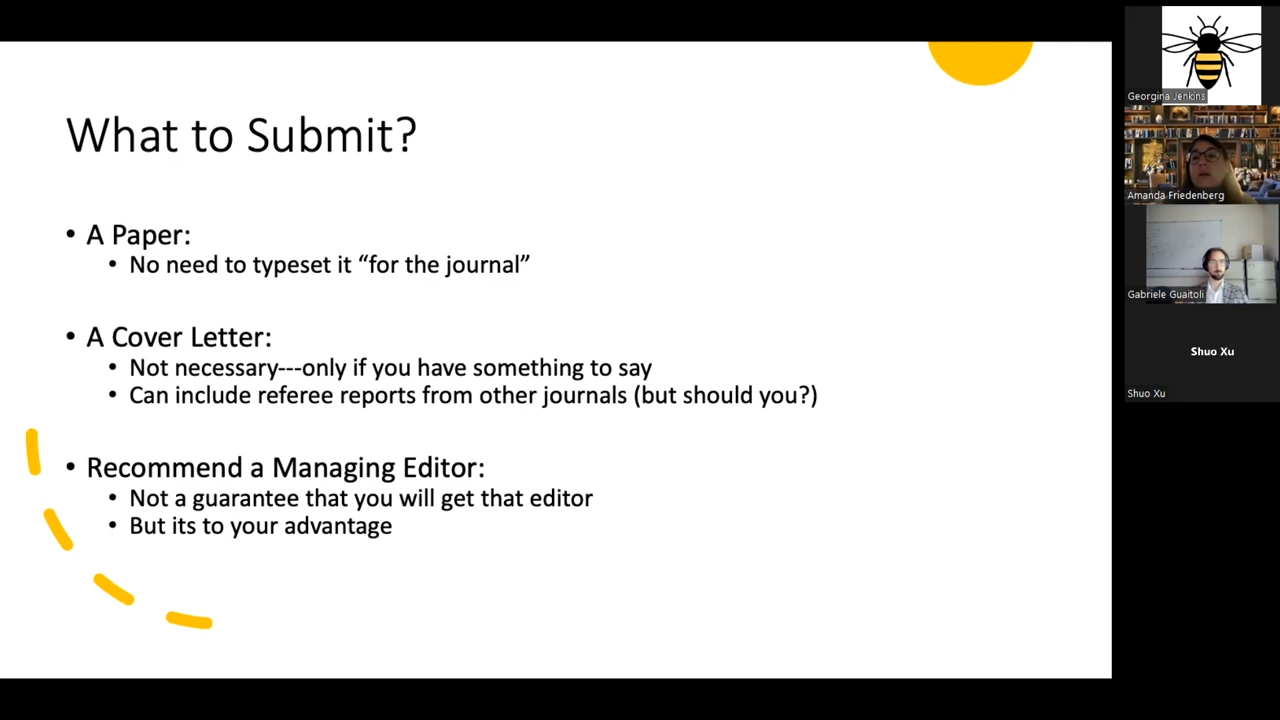 What to Submit?
• A Paper:
• No need to typeset it “for the journal”
• A Cover Letter:
• Not necessary---only if you have something to say
• Can include referee reports from other journals (but should you?)
• Recommend a Managing Editor:
• Not a guarantee that you will get that editor
• But its to your advantage
Georgina Jenkins
Amanda Friedenberg
Gabriele Guaitoli
Shuo Xu
Shuo Xu